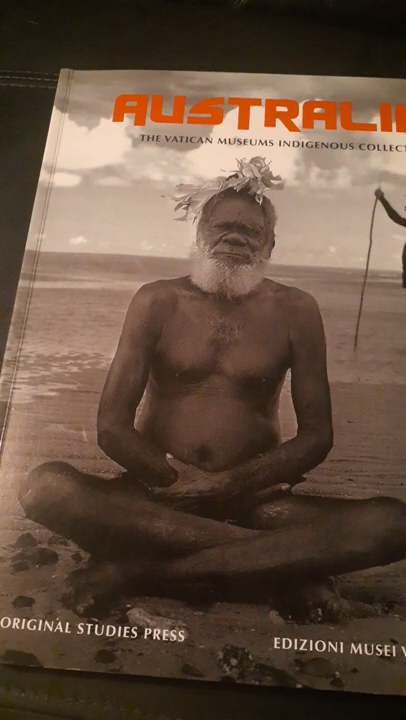 AUSTRALI
THE VATICAN MUSEUMS INDIGENOUS COLLECT
ORIGINAL STUDIES PRESS
EDIZIONI MUSEI V